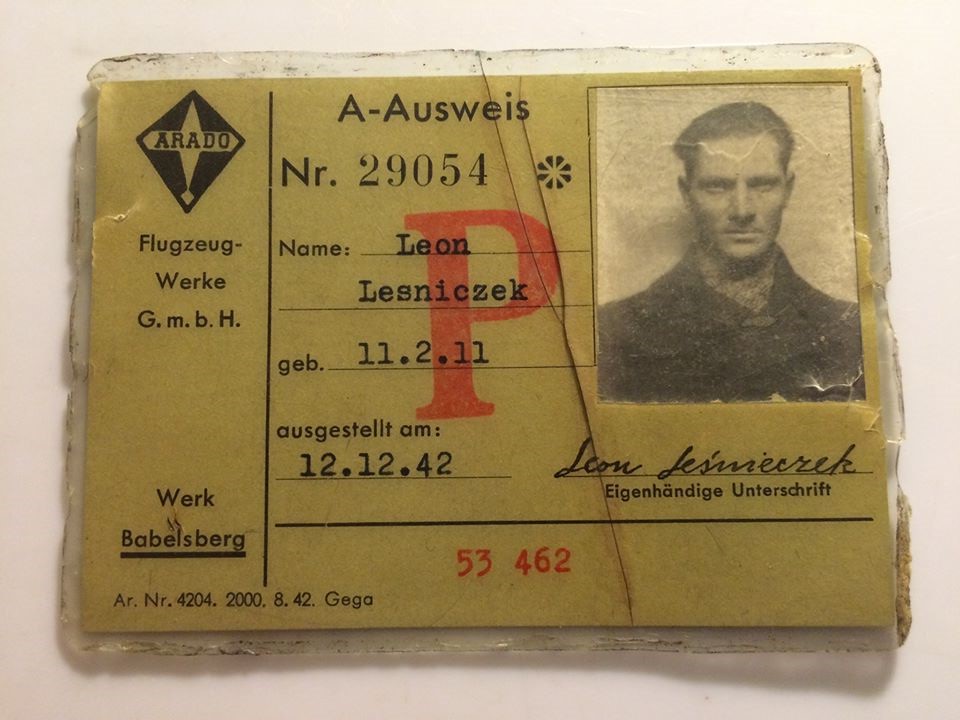 ARADO
Flugzeug-
Werke
G. m. b. H.
Werk
Babelsberg
Ar. Nr. 4204. 2000. 8. 42. Gega
A-Ausweis
Nr. 29054
P
Name: Leon
Lesniczek
geb. 11.2.11
ausgestellt am:
12.12.42
Leon Leśnieczek
Eigenhändige Unterschrift
53 462